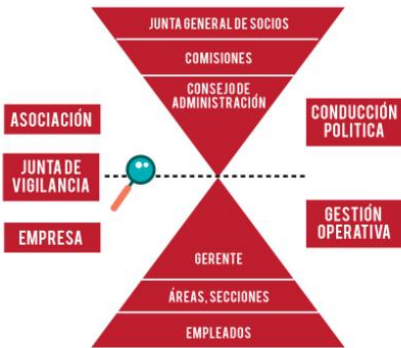 JUNTA GENERAL DE SOCIOS
COMISIONES
CONSEJO DE
ADMINISTRACIÓN
ASOCIACIÓN
JUNTA DE
VIGILANCIA
EMPRESA
CONDUCCIÓN
POLITICA
GESTIÓN
OPERATIVA
GERENTE
ÁREAS, SECCIONES
EMPLEADOS